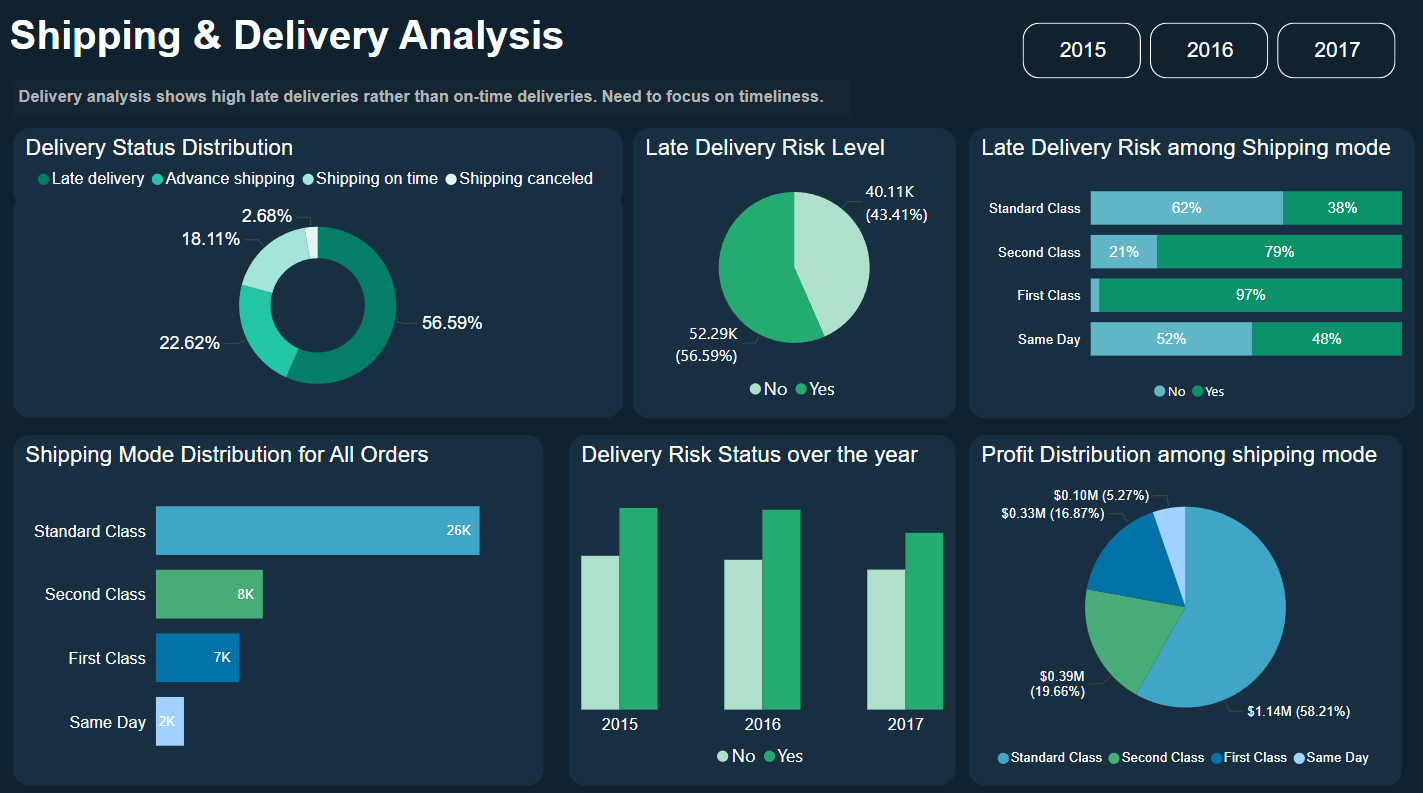 Shipping & Delivery Analysis
2015
2016
2017
Delivery analysis shows high late deliveries rather than on-time deliveries. Need to focus on timeliness.
Delivery Status Distribution
Late delivery Advance shipping Shipping on time Shipping canceled
2.68%
18.11%
56.59%
22.62%
Late Delivery Risk Level
40.11K
(43.41%)
52.29K
(56.59%)
No Yes
Late Delivery Risk among Shipping mode
Standard Class 62% 38%
Second Class 21% 79%
First Class 97%
Same Day 52% 48%
No Yes
Shipping Mode Distribution for All Orders
Standard Class 26K
Second Class 8K
First Class 7K
Same Day 2K
Delivery Risk Status over the year
2015 2016 2017
No Yes
Profit Distribution among shipping mode
$0.10M (5.27%)
$0.33M (16.87%)
$0.39M
(19.66%)
$1.14M (58.21%)
Standard Class Second Class First Class Same Day